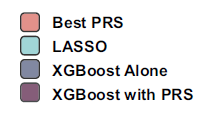 Best PRS
LASSO
XGBoost Alone
XGBoost with PRS